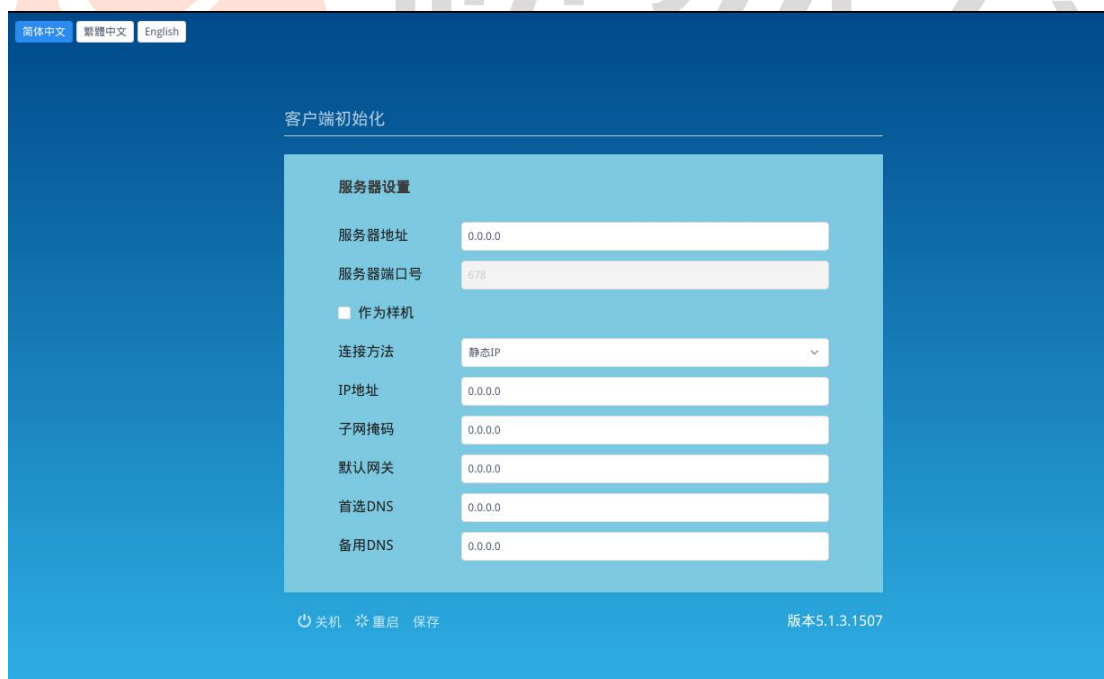 简体中文 繁體中文 English
客户端初始化
服务器设置
服务器地址 0.0.0.0
服务器端口号 678
作为样机
连接方法 静态IP
IP地址 0.0.0.0
子网掩码 0.0.0.0
默认网关 0.0.0.0
首选DNS 0.0.0.0
备用DNS 0.0.0.0
关机 重启 保存 版本5.1.3.1507